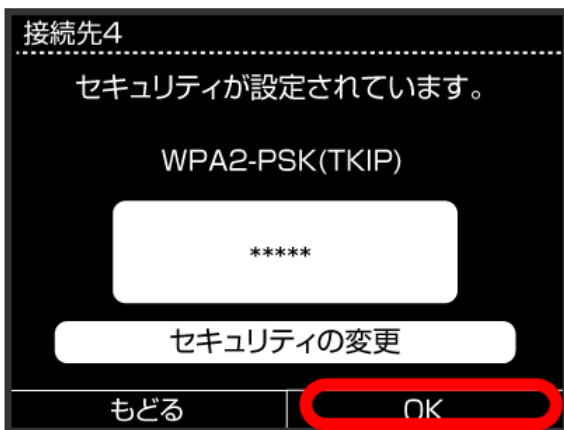 接続先4
セキュリティが設定されています。
WPA2-PSK(TKIP)
*****
セキュリティの変更
もどる
OK